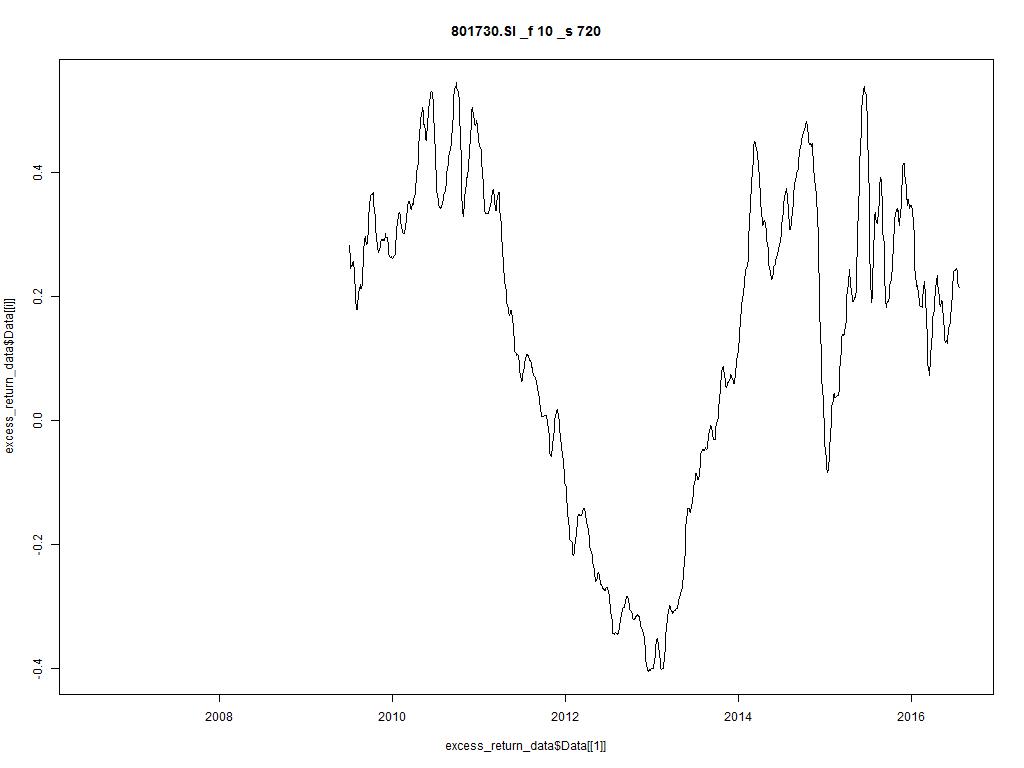 801730.SI _f 10 _s 720
excess_return_data$Data[[i]]
0.4
0.2
0.0
-0.2
-0.4
2008 2010 2012 2014 2016
excess_return_data$Data[[1]]